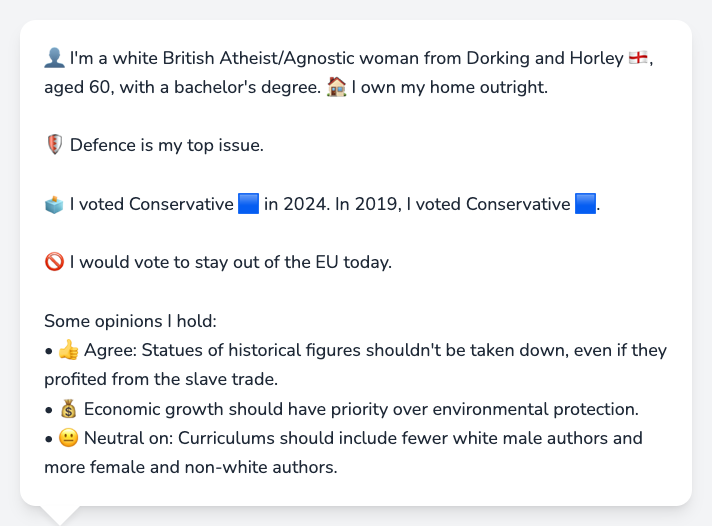 👤 I'm a white British Atheist/Agnostic woman from Dorking and Horley 🏴󠁧󠁢󠁥󠁮󠁧󠁿,
aged 60, with a bachelor's degree. 🏠 I own my home outright.
🛡️ Defence is my top issue.
🗳️ I voted Conservative 🟦 in 2024. In 2019, I voted Conservative 🟦.
🚫 I would vote to stay out of the EU today.
Some opinions I hold:
• 👍 Agree: Statues of historical figures shouldn't be taken down, even if they
profited from the slave trade.
• 💰 Economic growth should have priority over environmental protection.
• 😐 Neutral on: Curriculums should include fewer white male authors and
more female and non-white authors.